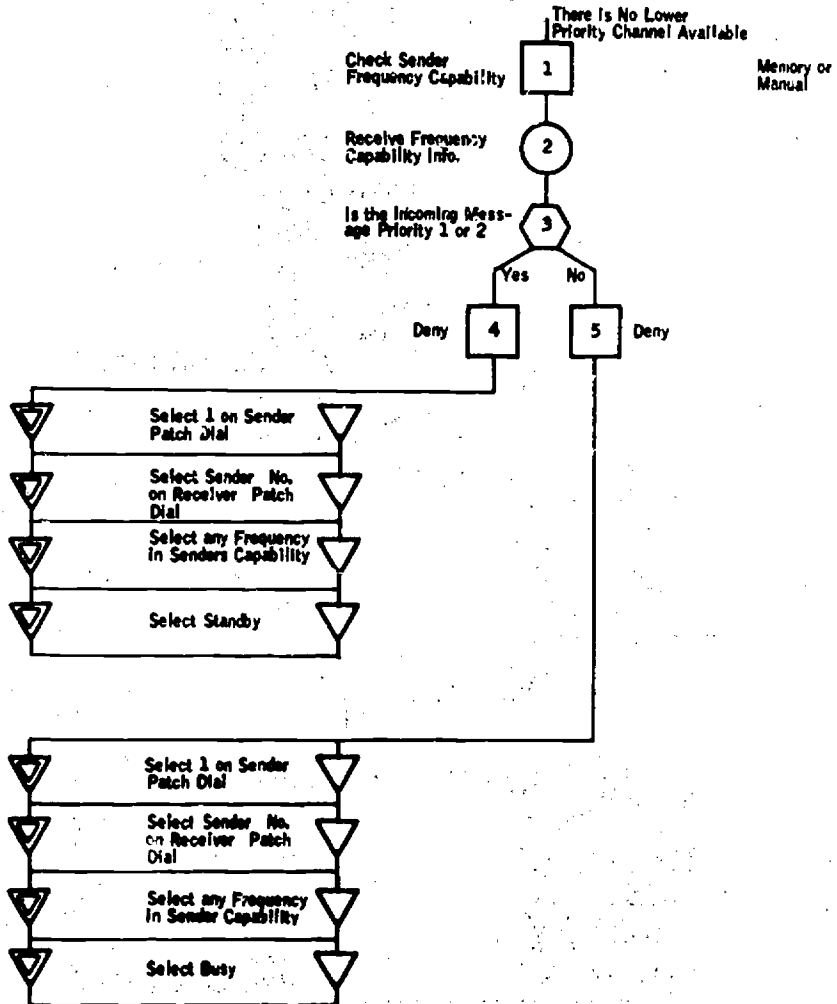 There is No Lower
Priority Channel Available
Check Sender
Frequency Capability
1
Memory or
Manual
Receive Frequency
Capability Info.
2
Is the Incoming Mess-
age Priority 1 or 2
3
Yes No
Deny 4 5 Deny
Select 1 on Sender
Patch Dial
Select Sender No.
on Receiver Patch
Dial
Select any Frequency
in Senders Capability
Select Standby
Select 1 on Sender
Patch Dial
Select Sender No.
on Receiver Patch
Dial
Select any Frequency
in Sender Capability
Select Busy